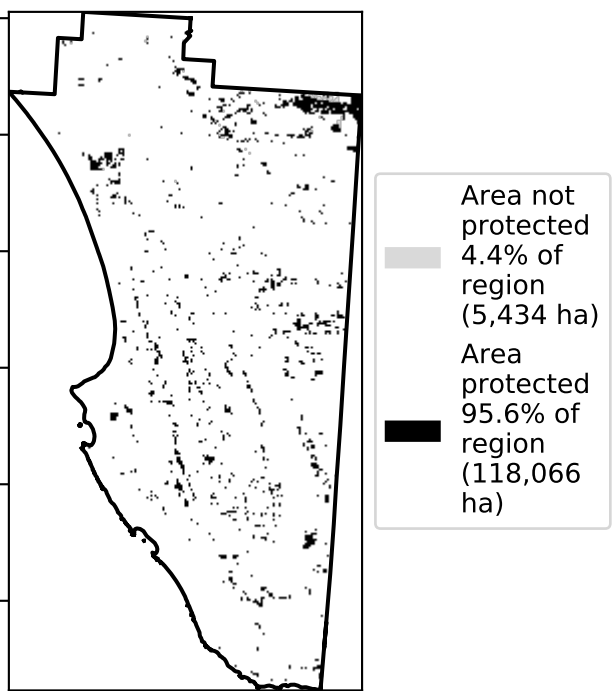 Area not
protected
4.4% of
region
(5,434 ha)
Area
protected
95.6% of
region
(118,066
ha)